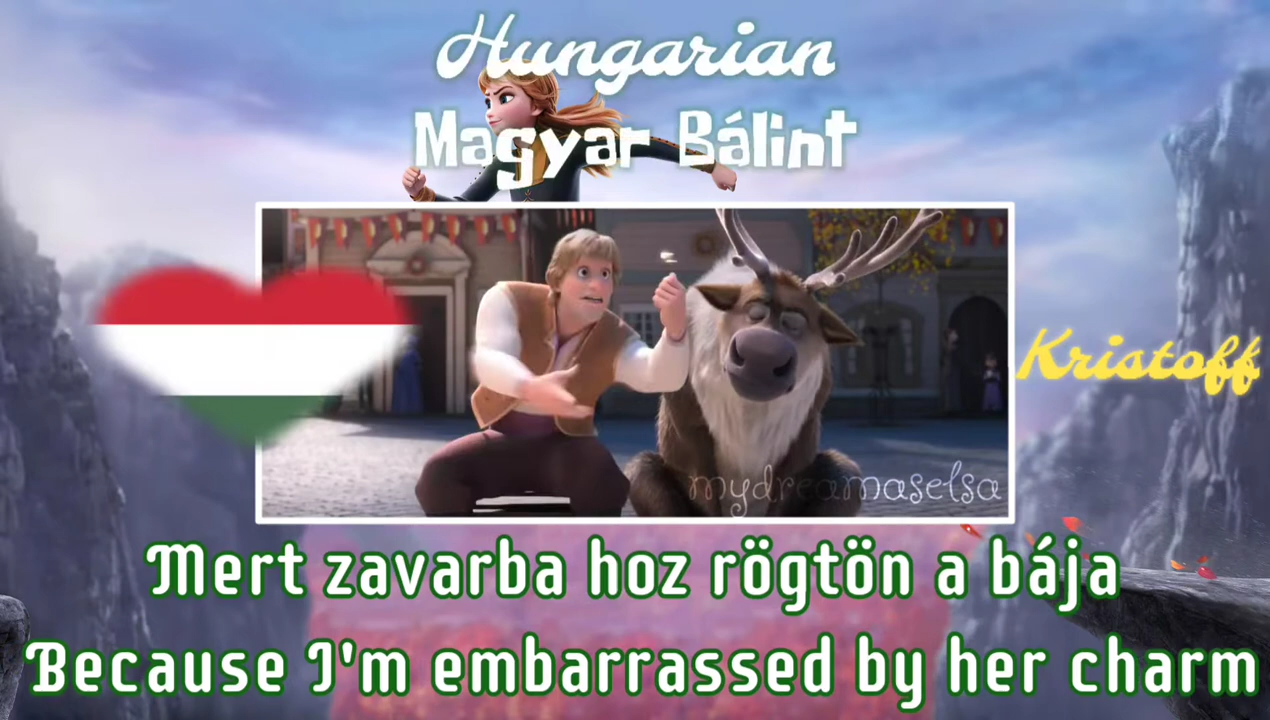 Hungarian
Magyar Bálint
Kristoff
mydreamaselsa
Mert zavarba hoz rögtön a bája
Because I'm embarrassed by her charm